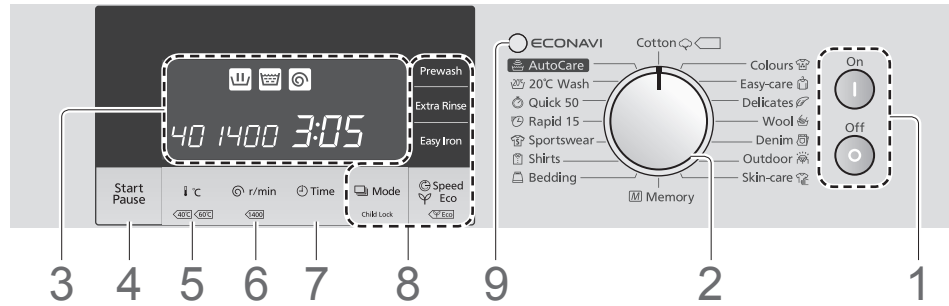 ECONAVI
Cotton
AutoCare
20℃ Wash
Quick 50
Rapid 15
Sportswear
Shirts
Bedding
Colours
Easy-care
Delicates
Wool
Denim
Outdoor
Skin-care
M Memory
On
Off
Prewash
Extra Rinse
Easy Iron
40 1400 3:05
Start
Pause
℃
r/min
Time
Mode
Speed
Eco
40℃ 60℃
1400
Child Lock
Eco
3 4 5 6 7 8 9 2 1